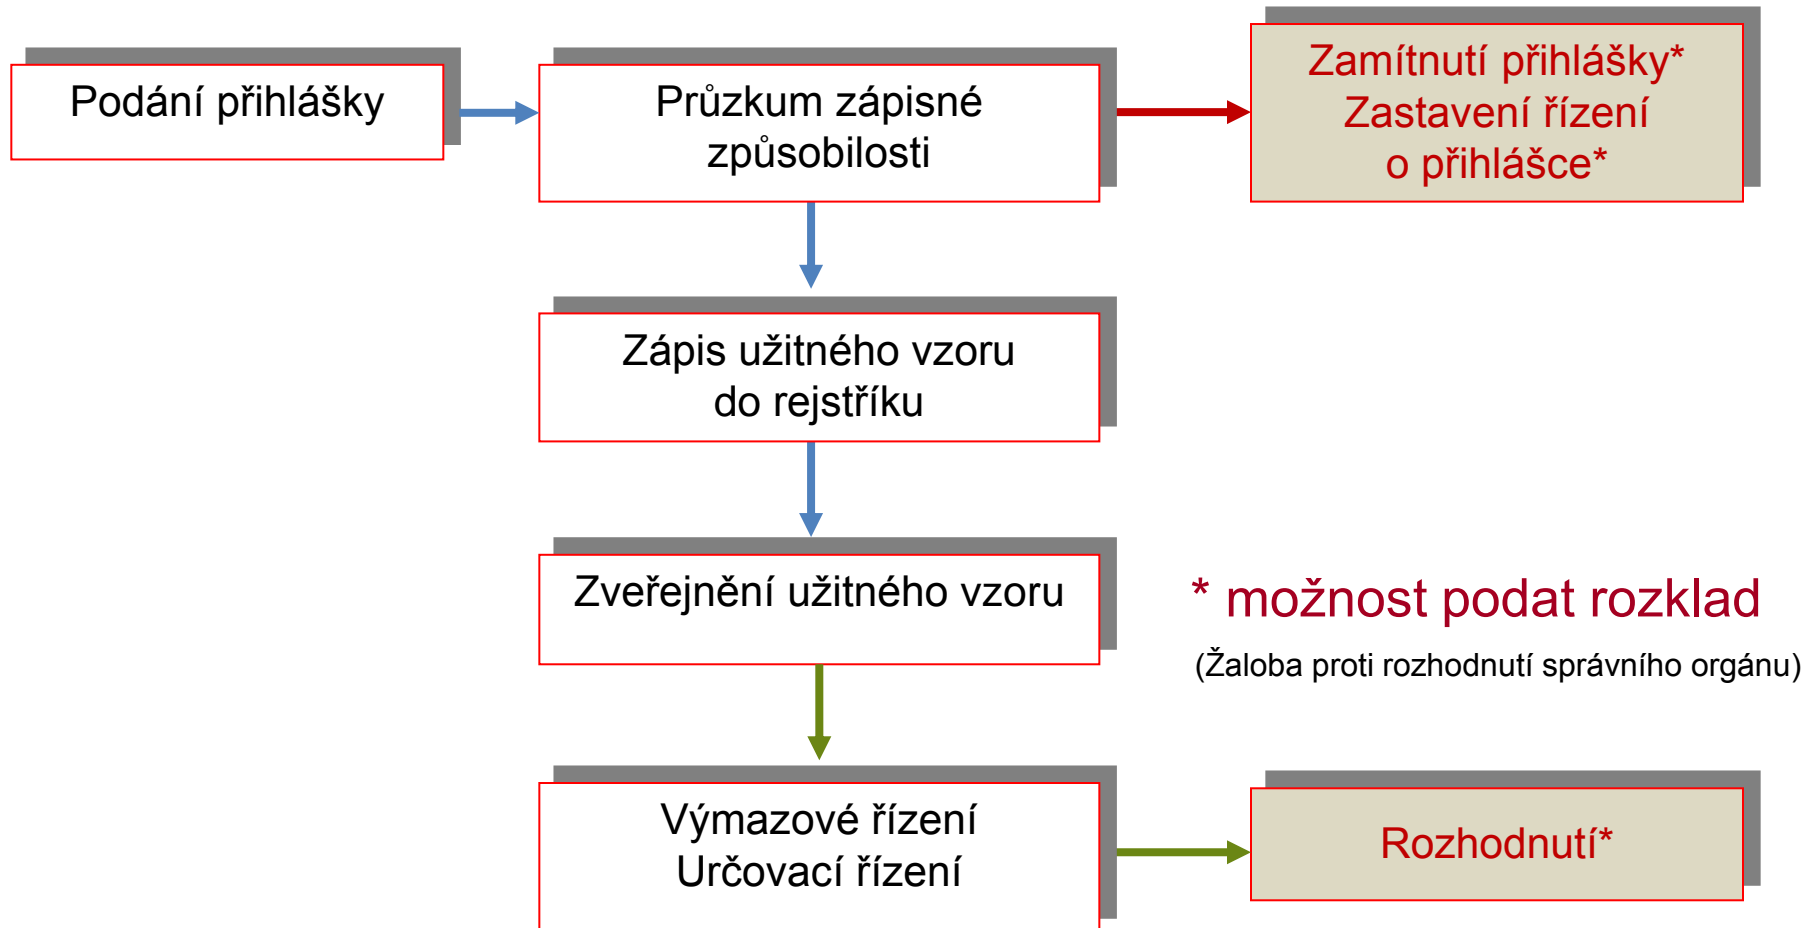 Podání přihlášky
Průzkum zápisné
způsobilosti
Zamítnutí přihlášky*
Zastavení řízení
o přihlášce*
Zápis užitného vzoru
do rejstříku
Zveřejnění užitného vzoru
* možnost podat rozklad
(Žaloba proti rozhodnutí správního orgánu)
Výmazové řízení
Určovací řízení
Rozhodnutí*